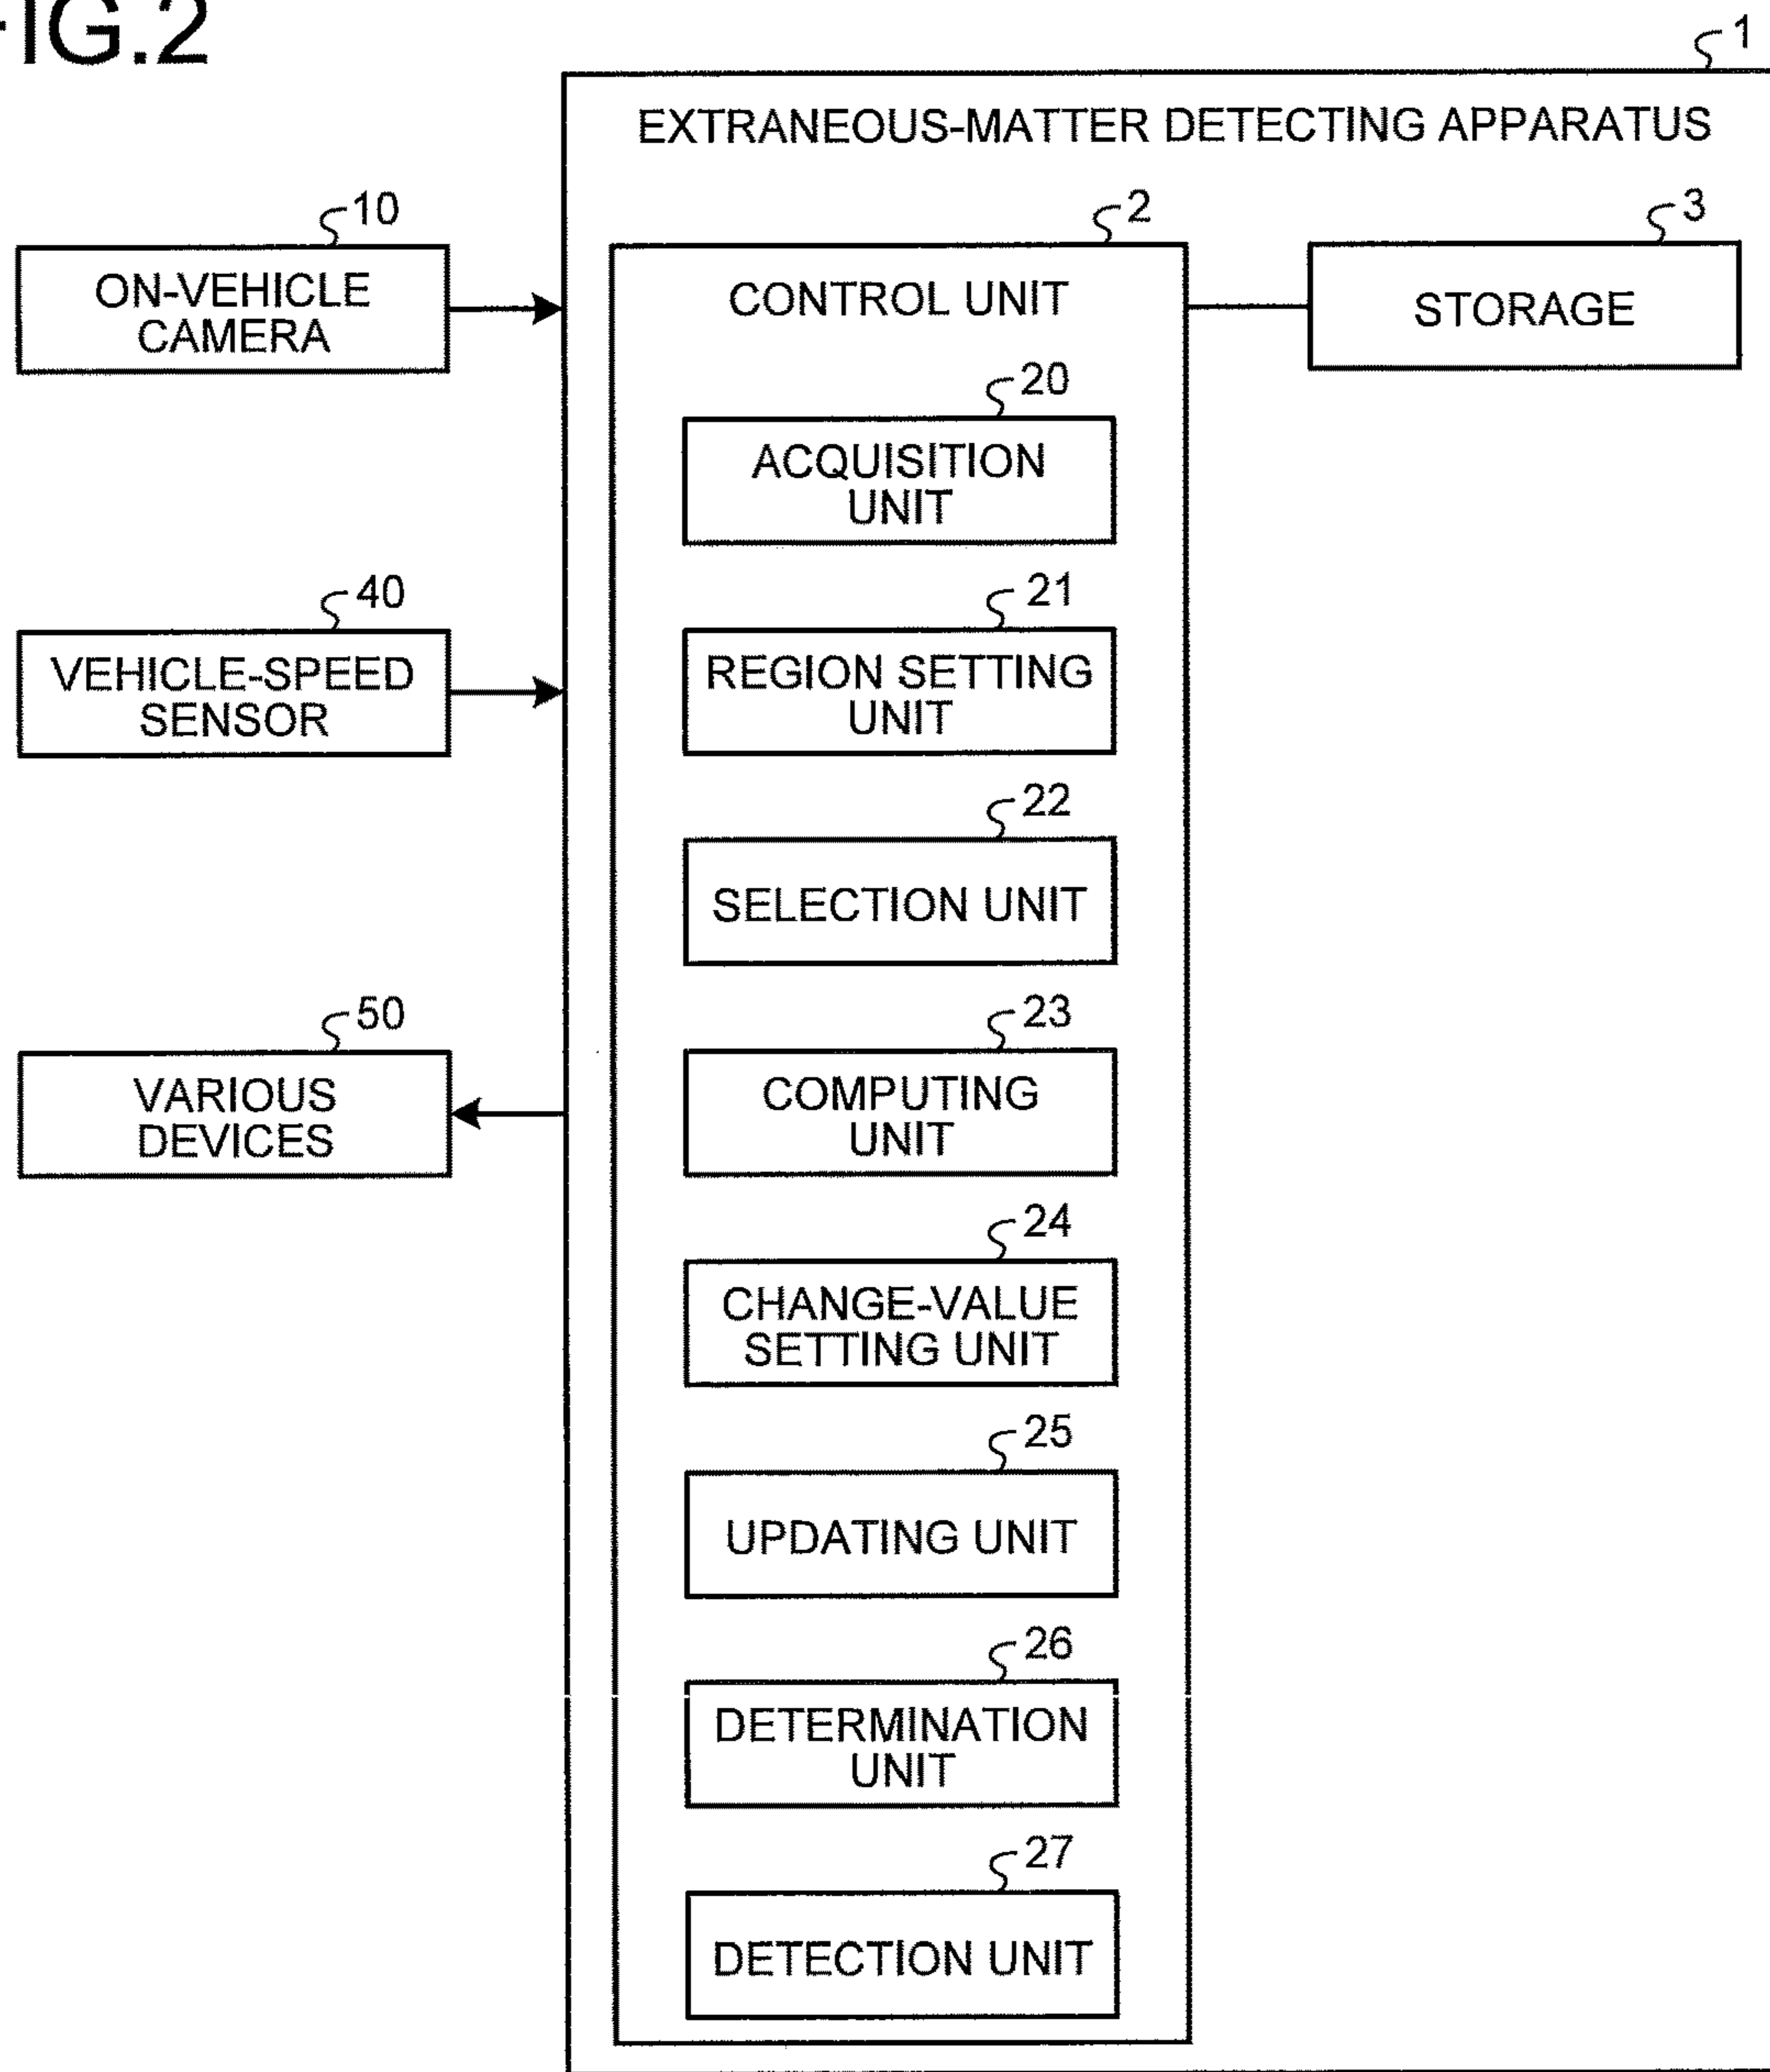 FIG.2
1
EXTRANEOUS-MATTER DETECTING APPARATUS
10
ON-VEHICLE
CAMERA
2
CONTROL UNIT
3
STORAGE
20
ACQUISITION
UNIT
40
VEHICLE-SPEED
SENSOR
21
REGION SETTING
UNIT
22
SELECTION UNIT
50
VARIOUS
DEVICES
23
COMPUTING
UNIT
24
CHANGE-VALUE
SETTING UNIT
25
UPDATING UNIT
26
DETERMINATION
UNIT
27
DETECTION UNIT